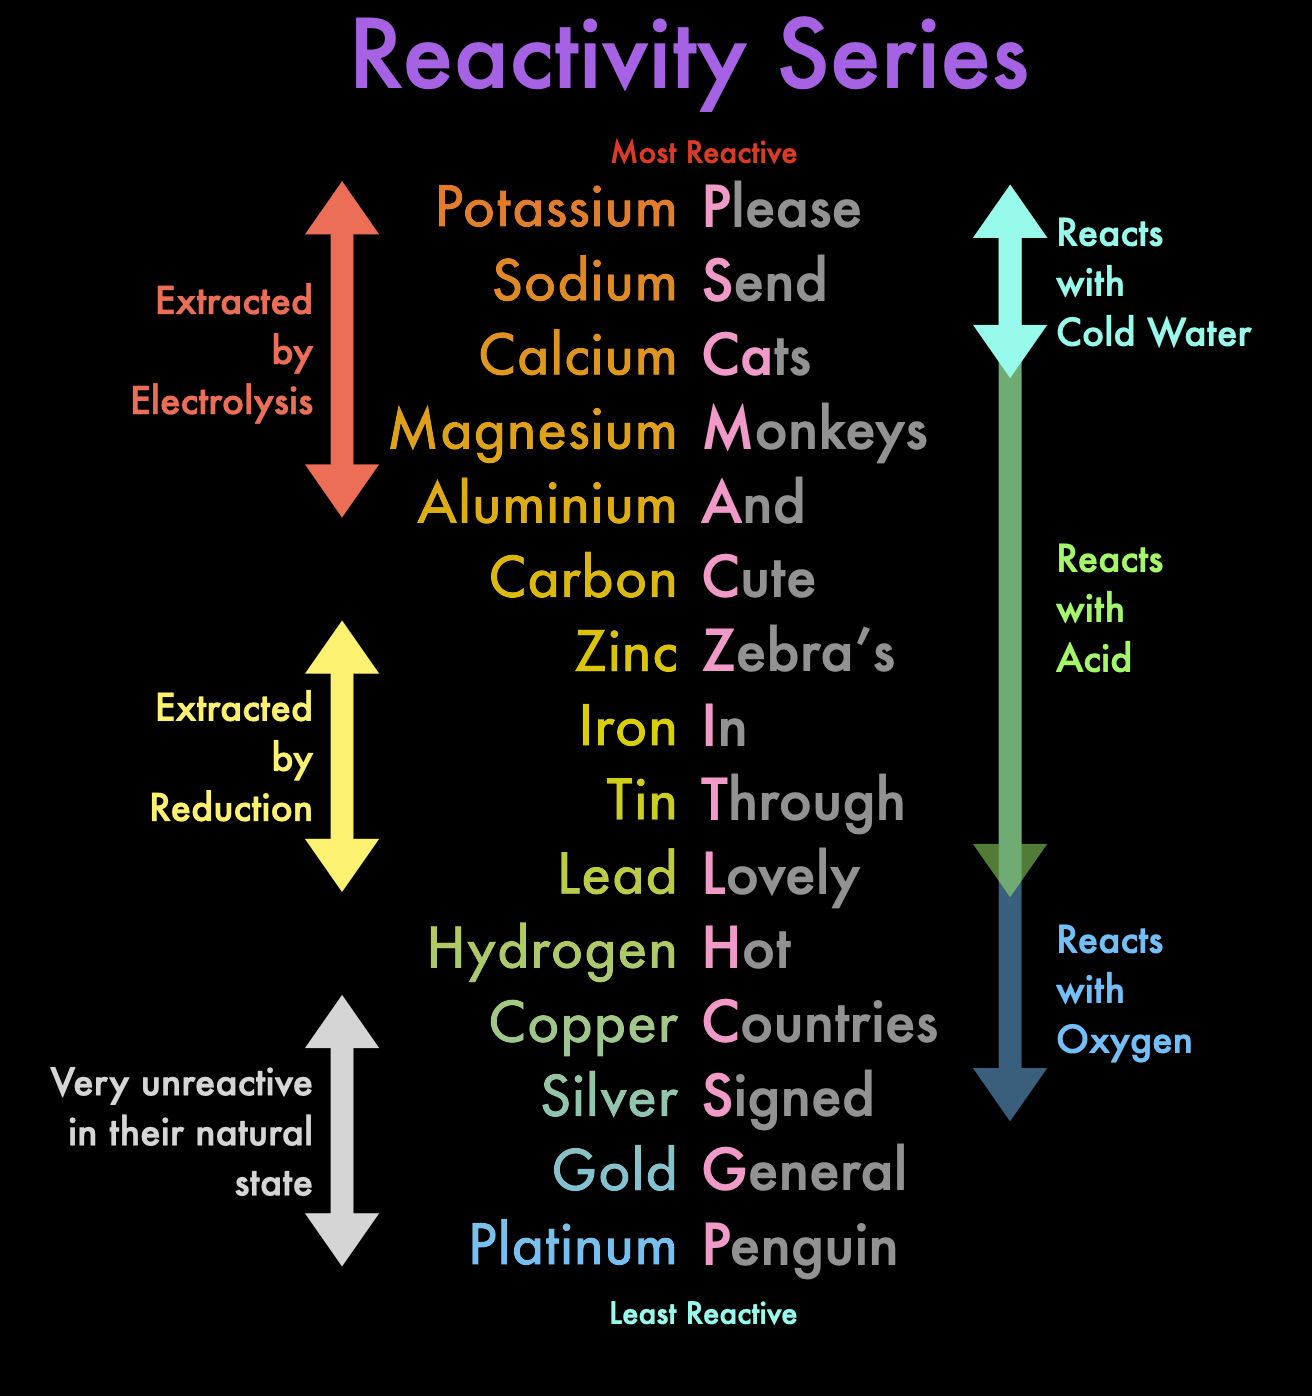 Reactivity Series
Most Reactive
Potassium Please
Sodium Send
Calcium Cats
Magnesium Monkeys
Aluminium And
Carbon Cute
Zinc Zebra’s
Iron In
Tin Through
Lead Lovely
Hydrogen Hot
Copper Countries
Silver Signed
Gold General
Platinum Penguin
Least Reactive
Extracted
by
Electrolysis
Extracted
by
Reduction
Very unreactive
in their natural
state
Reacts
with
Cold Water
Reacts
with
Acid
Reacts
with
Oxygen